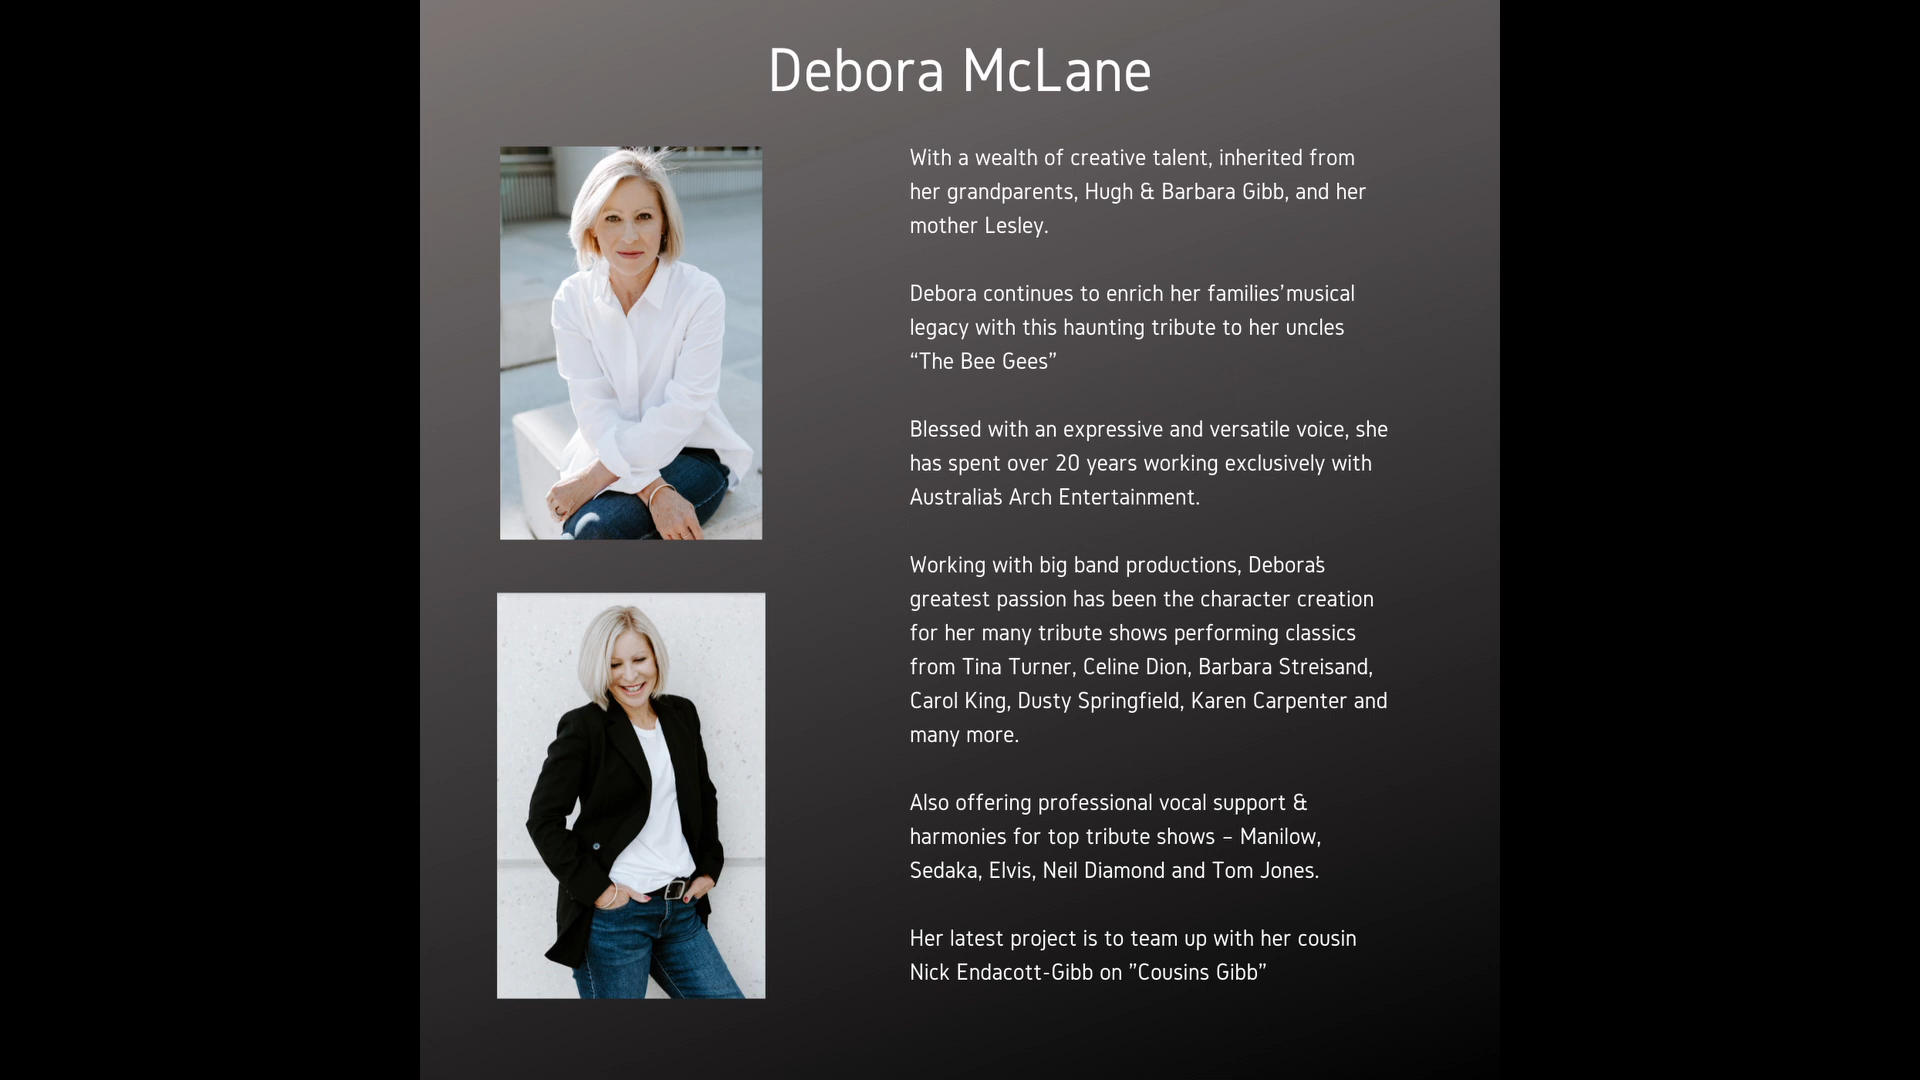 Debora McLane
With a wealth of creative talent, inherited from
her grandparents, Hugh & Barbara Gibb, and her
mother Lesley.
Debora continues to enrich her families’musical
legacy with this haunting tribute to her uncles
“The Bee Gees”
Blessed with an expressive and versatile voice, she
has spent over 20 years working exclusively with
Australia’s Arch Entertainment.
Working with big band productions, Debora’s
greatest passion has been the character creation
for her many tribute shows performing classics
from Tina Turner, Celine Dion, Barbara Streisand,
Carol King, Dusty Springfield, Karen Carpenter and
many more.
Also offering professional vocal support &
harmonies for top tribute shows – Manilow,
Sedaka, Elvis, Neil Diamond and Tom Jones.
Her latest project is to team up with her cousin
Nick Endacott-Gibb on ”Cousins Gibb”